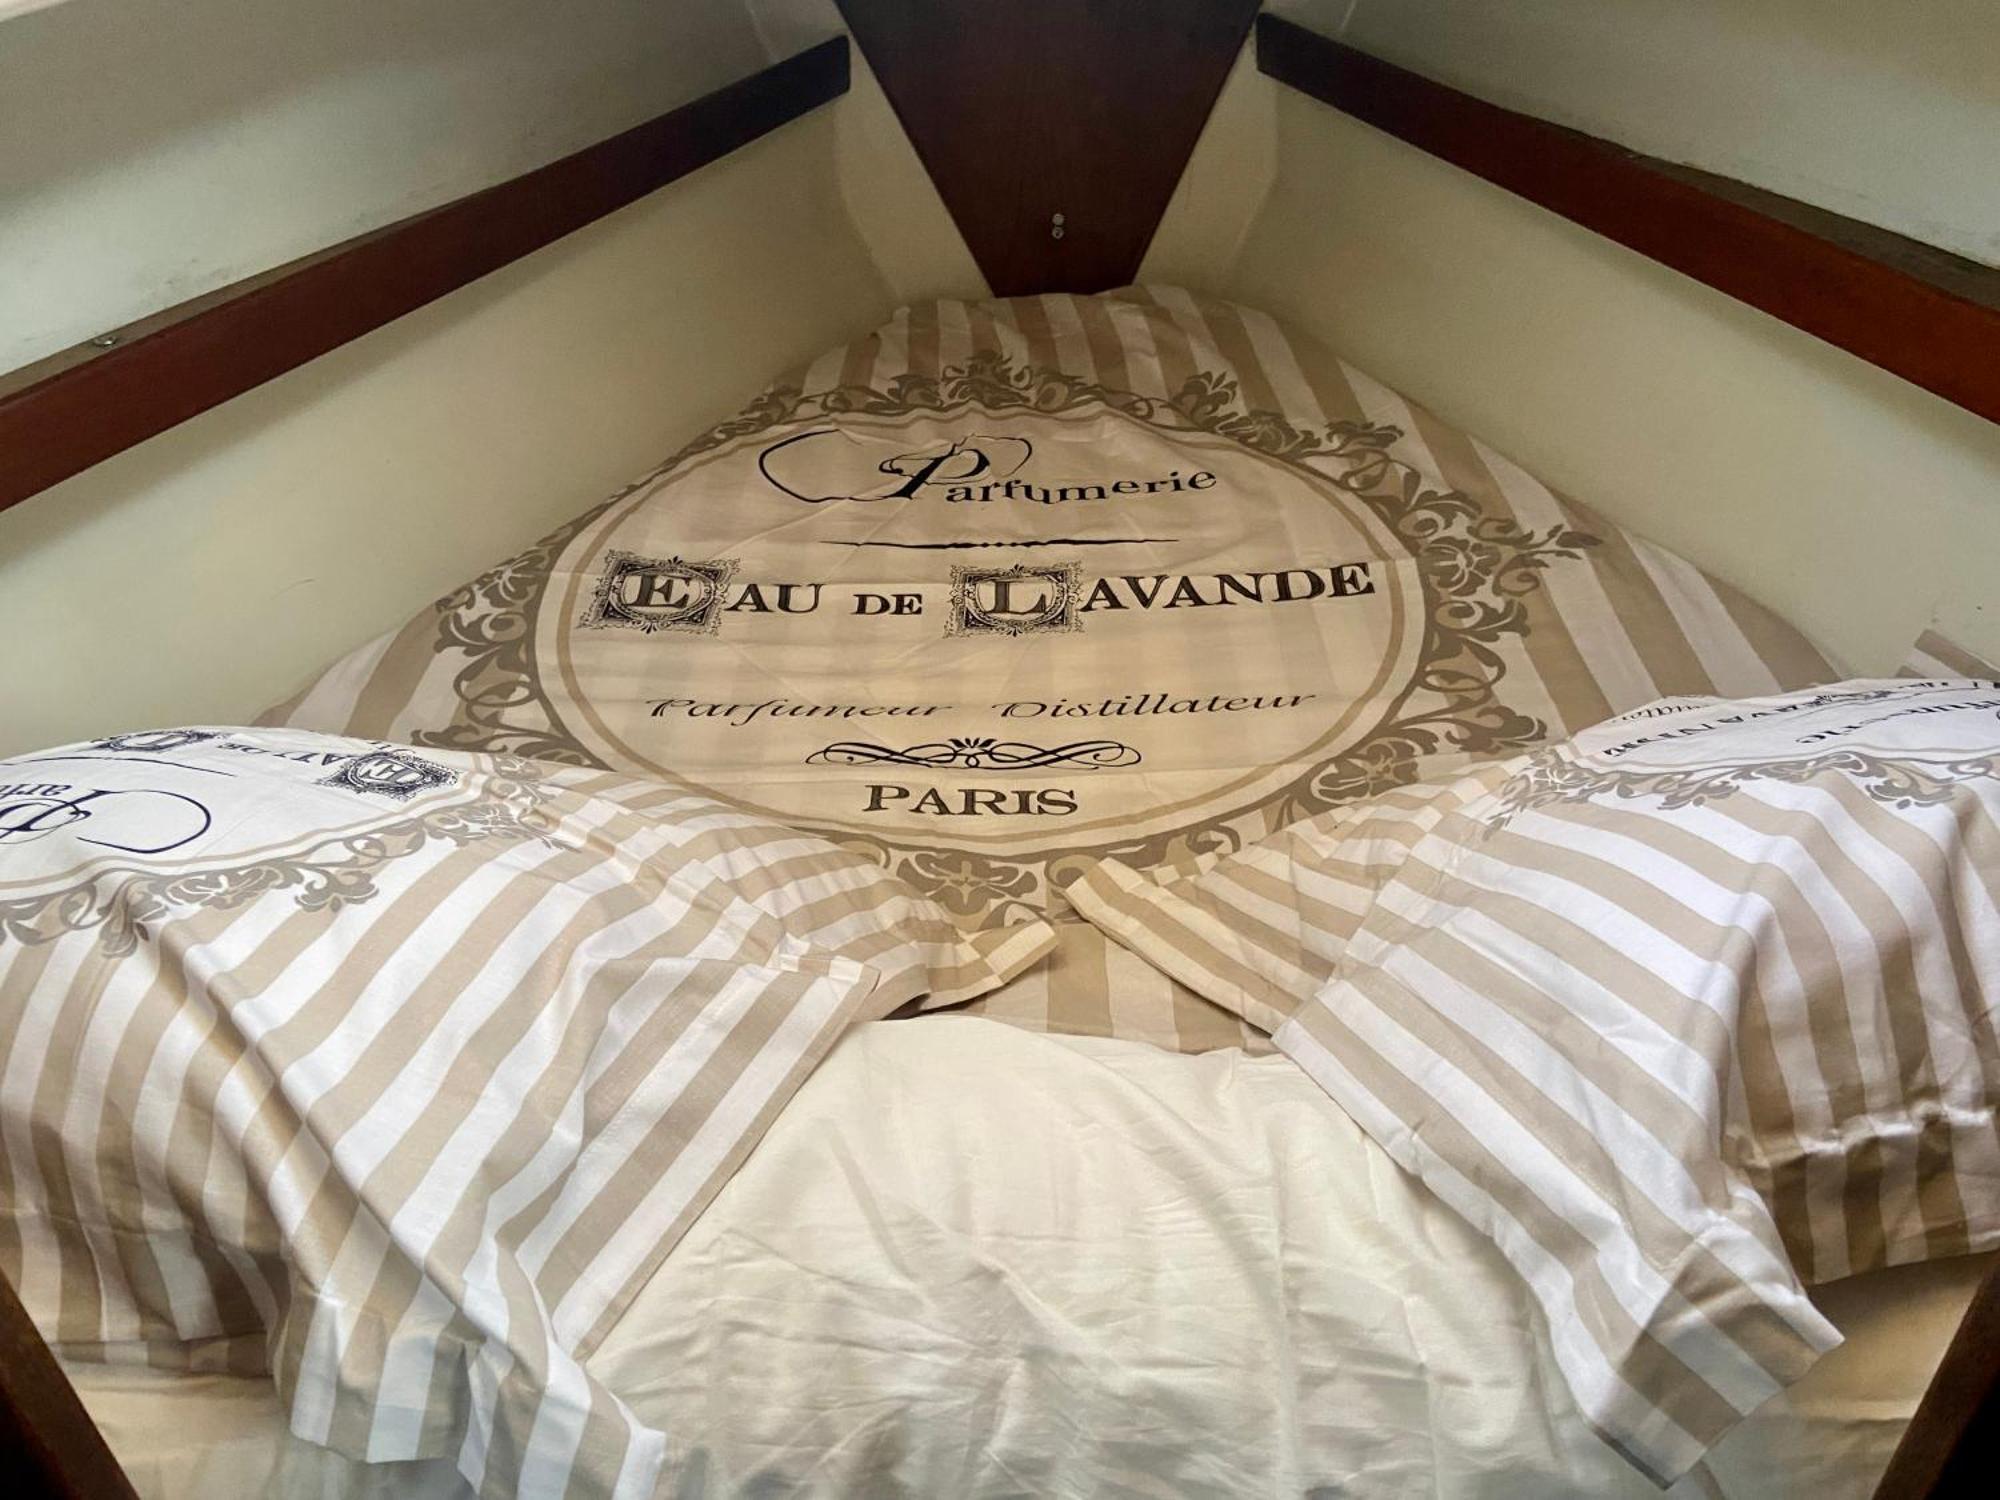 Parfumerie
EAU DE LAVANDE
Parfumeur Distillateur
PARIS